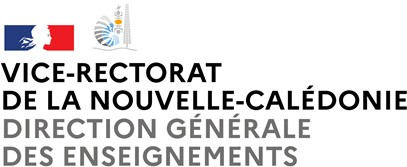 VICE-RECTORAT
DE LA NOUVELLE-CALÉDONIE
DIRECTION GÉNÉRALE
DES ENSEIGNEMENTS